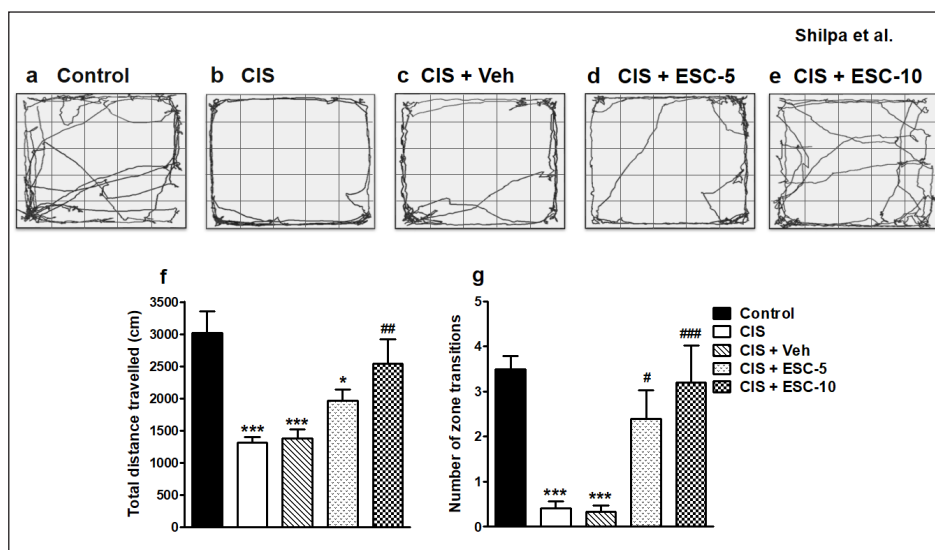 Shilpa et al.
a Control
b CIS
c CIS + Veh
d CIS + ESC-5
e CIS + ESC-10
f
Total distance travelled (cm)
3500
3000
2500
2000
1500
1000
500
0
***
***
*
##
g
Number of zone transitions
5
4
3
2
1
0
***
***
#
###
Control
CIS
CIS + Veh
CIS + ESC-5
CIS + ESC-10